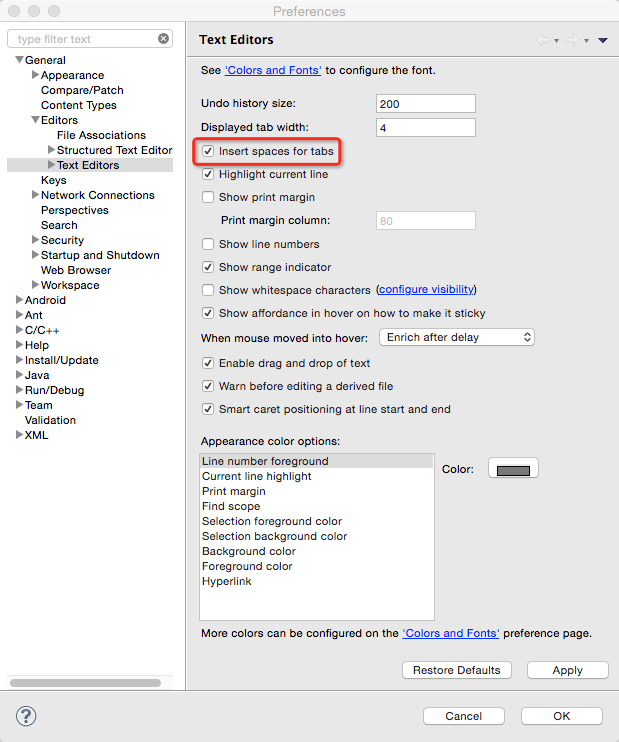 Preferences
type filter text
General
Appearance
Compare/Patch
Content Types
Editors
File Associations
Structured Text Editor
Text Editors
Keys
Network Connections
Perspectives
Search
Security
Startup and Shutdown
Web Browser
Workspace
Android
Ant
C/C++
Help
Install/Update
Java
Run/Debug
Team
Validation
XML
Text Editors
See 'Colors and Fonts' to configure the font.
Undo history size: 200
Displayed tab width: 4
Insert spaces for tabs
Highlight current line
Show print margin
Print margin column: 80
Show line numbers
Show range indicator
Show whitespace characters (configure visibility)
Show affordance in hover on how to make it sticky
When mouse moved into hover: Enrich after delay
Enable drag and drop of text
Warn before editing a derived file
Smart caret positioning at line start and end
Appearance color options:
Line number foreground
Current line highlight
Print margin
Find scope
Selection foreground color
Selection background color
Background color
Foreground color
Hyperlink
Color:
More colors can be configured on the 'Colors and Fonts' preference page.
Restore Defaults Apply
? Cancel OK